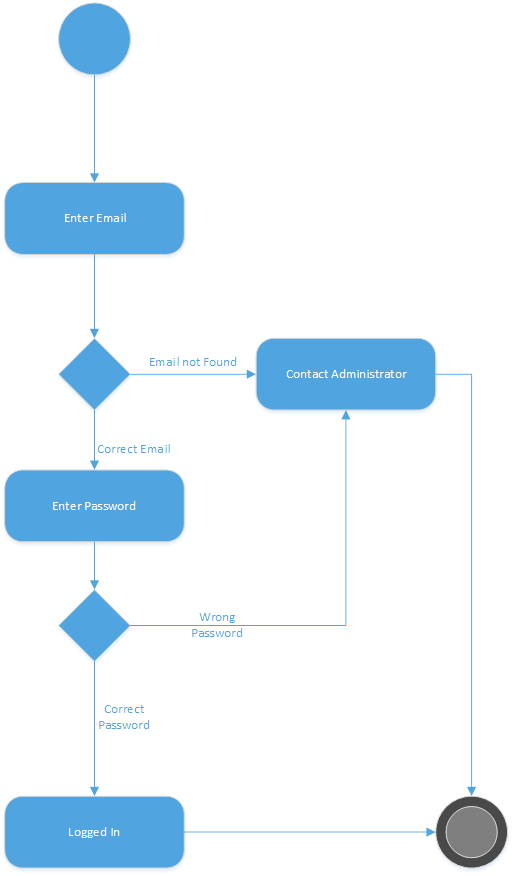 Enter Email
Email not Found
Contact Administrator
Correct Email
Enter Password
Wrong
Password
Correct
Password
Logged In